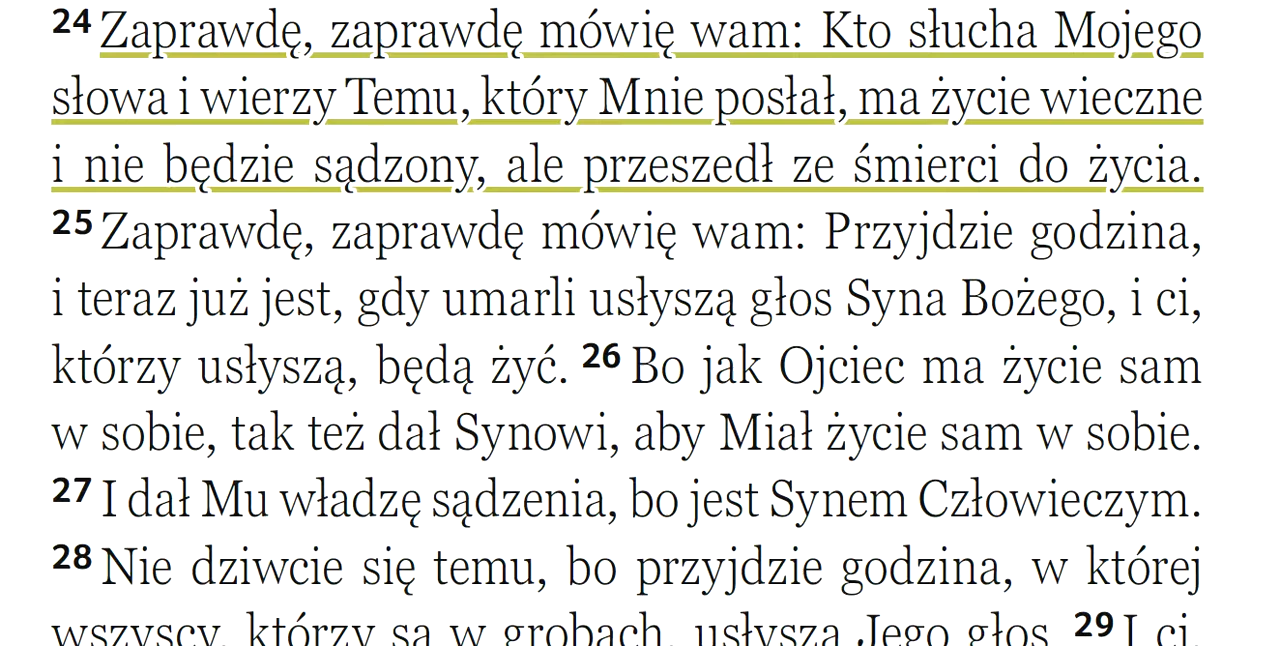 24 Zaprawdę, zaprawdę mówię wam: Kto słucha Mojego
słowa i wierzy Temu, który Mnie posłał, ma życie wieczne
i nie będzie sądzony, ale przeszedł ze śmierci do życia.
25 Zaprawdę, zaprawdę mówię wam: Przyjdzie godzina,
i teraz już jest, gdy umarli usłyszą głos Syna Bożego, i ci,
którzy usłyszą, będą żyć. 26 Bo jak Ojciec ma życie sam
w sobie, tak też dał Synowi, aby Miał życie sam w sobie.
27 I dał Mu władzę sądzenia, bo jest Synem Człowieczym.
28 Nie dziwcie się temu, bo przyjdzie godzina, w której
wszyscy, którzy są w grobach, usłyszą Jego głos. 29 I ci,